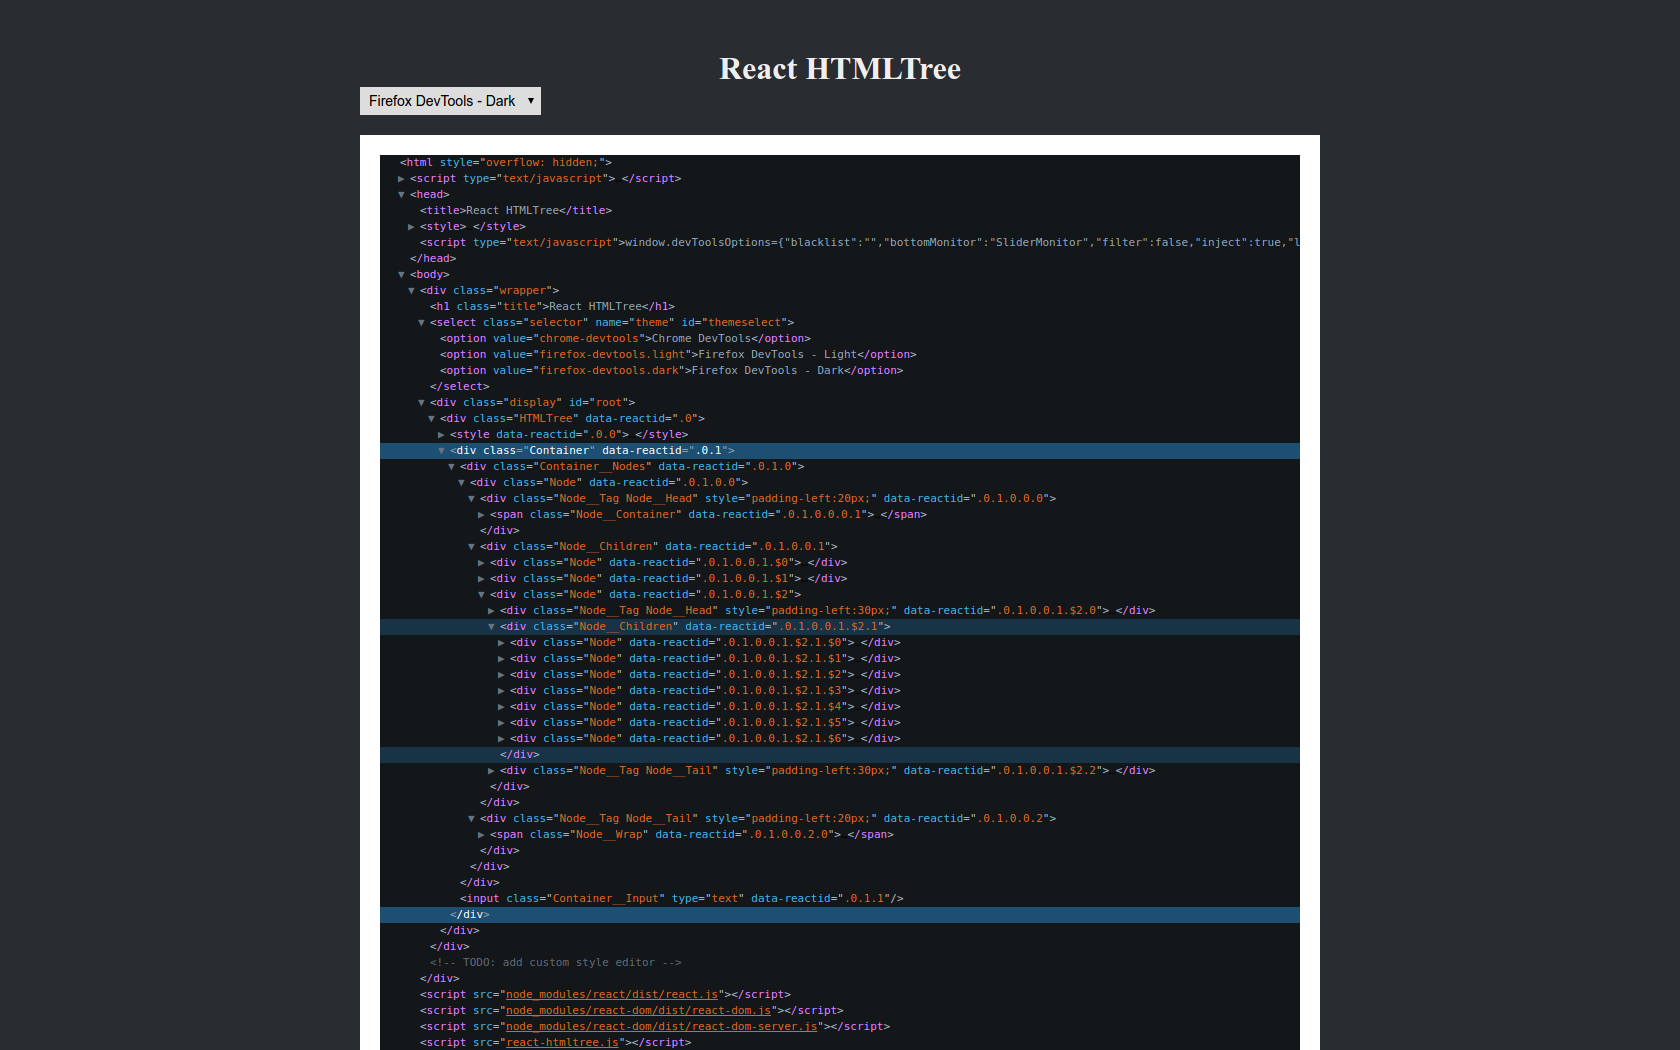 React HTMLTree
Firefox DevTools - Dark
<html style="overflow: hidden;">
<script type="text/javascript"> </script>
<head>
<title>React HTMLTree</title>
<style> </style>
<script type="text/javascript">window.devToolsOptions={"blacklist":"","bottomMonitor":"SliderMonitor","filter":false,"inject":true,"l
</head>
<body>
<div class="wrapper">
<h1 class="title">React HTMLTree</h1>
<select class="selector" name="theme" id="themeselect">
<option value="chrome-devtools">Chrome DevTools</option>
<option value="firefox-devtools.light">Firefox DevTools - Light</option>
<option value="firefox-devtools.dark">Firefox DevTools - Dark</option>
</select>
<div class="display" id="root">
<div class="HTMLTree" data-reactid=".0">
<style data-reactid=".0.0"> </style>
<div class="Container" data-reactid=".0.1">
<div class="Container__Nodes" data-reactid=".0.1.0">
<div class="Node" data-reactid=".0.1.0.0">
<div class="Node__Tag Node__Head" style="padding-left:20px;" data-reactid=".0.1.0.0.0">
<span class="Node__Container" data-reactid=".0.1.0.0.0.1"> </span>
</div>
<div class="Node__Children" data-reactid=".0.1.0.0.1">
<div class="Node" data-reactid=".0.1.0.0.1.$0"> </div>
<div class="Node" data-reactid=".0.1.0.0.1.$1"> </div>
<div class="Node" data-reactid=".0.1.0.0.1.$2">
<div class="Node__Tag Node__Head" style="padding-left:30px;" data-reactid=".0.1.0.0.1.$2.0"> </div>
<div class="Node__Children" data-reactid=".0.1.0.0.1.$2.1">
<div class="Node" data-reactid=".0.1.0.0.1.$2.1.$0"> </div>
<div class="Node" data-reactid=".0.1.0.0.1.$2.1.$1"> </div>
<div class="Node" data-reactid=".0.1.0.0.1.$2.1.$2"> </div>
<div class="Node" data-reactid=".0.1.0.0.1.$2.1.$3"> </div>
<div class="Node" data-reactid=".0.1.0.0.1.$2.1.$4"> </div>
<div class="Node" data-reactid=".0.1.0.0.1.$2.1.$5"> </div>
<div class="Node" data-reactid=".0.1.0.0.1.$2.1.$6"> </div>
</div>
<div class="Node__Tag Node__Tail" style="padding-left:30px;" data-reactid=".0.1.0.0.1.$2.2"> </div>
</div>
</div>
<div class="Node__Tag Node__Tail" style="padding-left:20px;" data-reactid=".0.1.0.0.2">
<span class="Node__Wrap" data-reactid=".0.1.0.0.2.0"> </span>
</div>
</div>
</div>
<input class="Container__Input" type="text" data-reactid=".0.1.1"/>
</div>
</div>
</div>
<!-- TODO: add custom style editor -->
</div>
<script src="node_modules/react/dist/react.js"></script>
<script src="node_modules/react-dom/dist/react-dom.js"></script>
<script src="node_modules/react-dom/dist/react-dom-server.js"></script>
<script src="react-htmltree.js"></script>